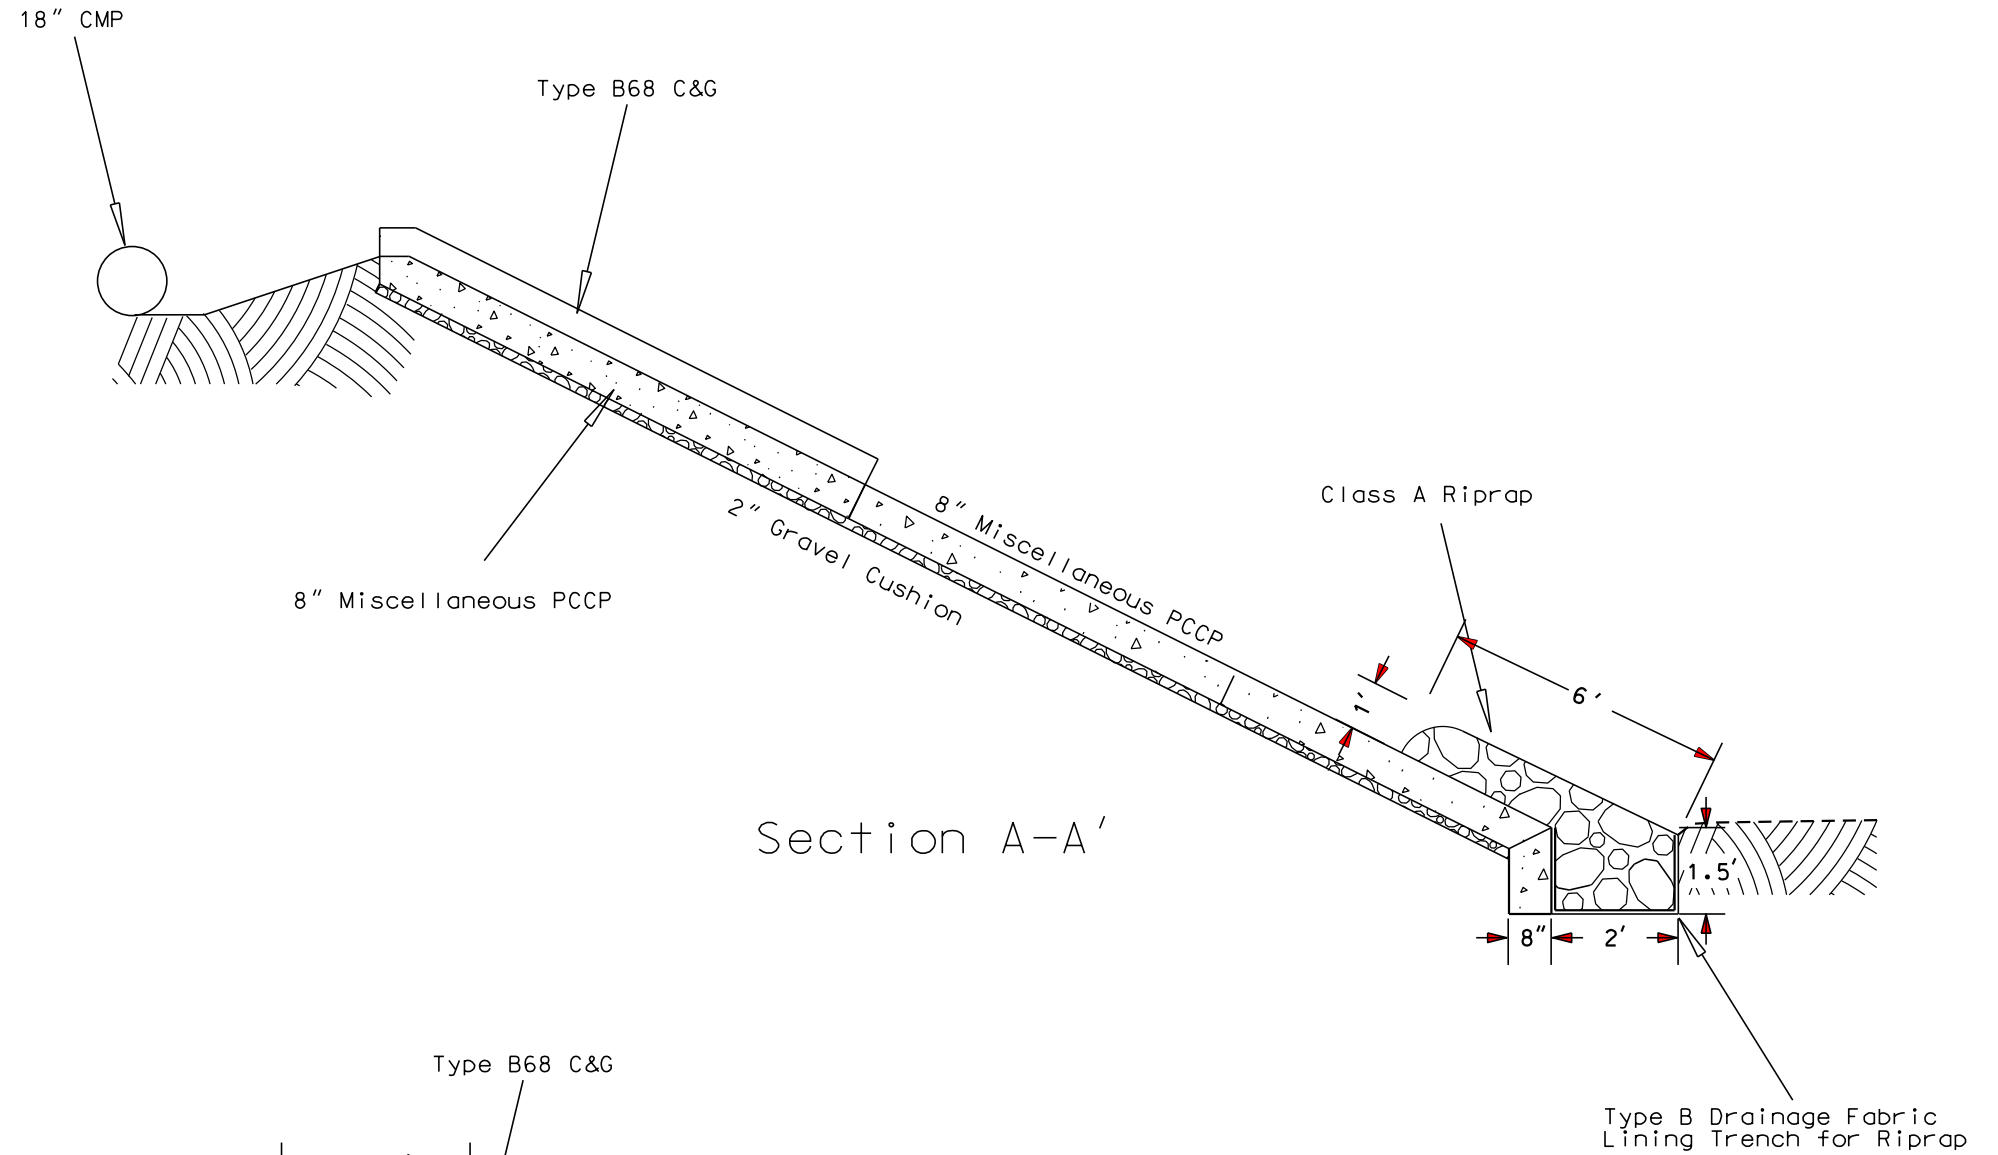 18" CMP
Type B68 C&G
8" Miscellaneous PCCP
2" Gravel Cushion
8" Miscellaneous PCCP
Class A Riprap
6'
1'
1.5'
8"
2'
Section A-A'
Type B68 C&G
Type B Drainage Fabric
Lining Trench for Riprap